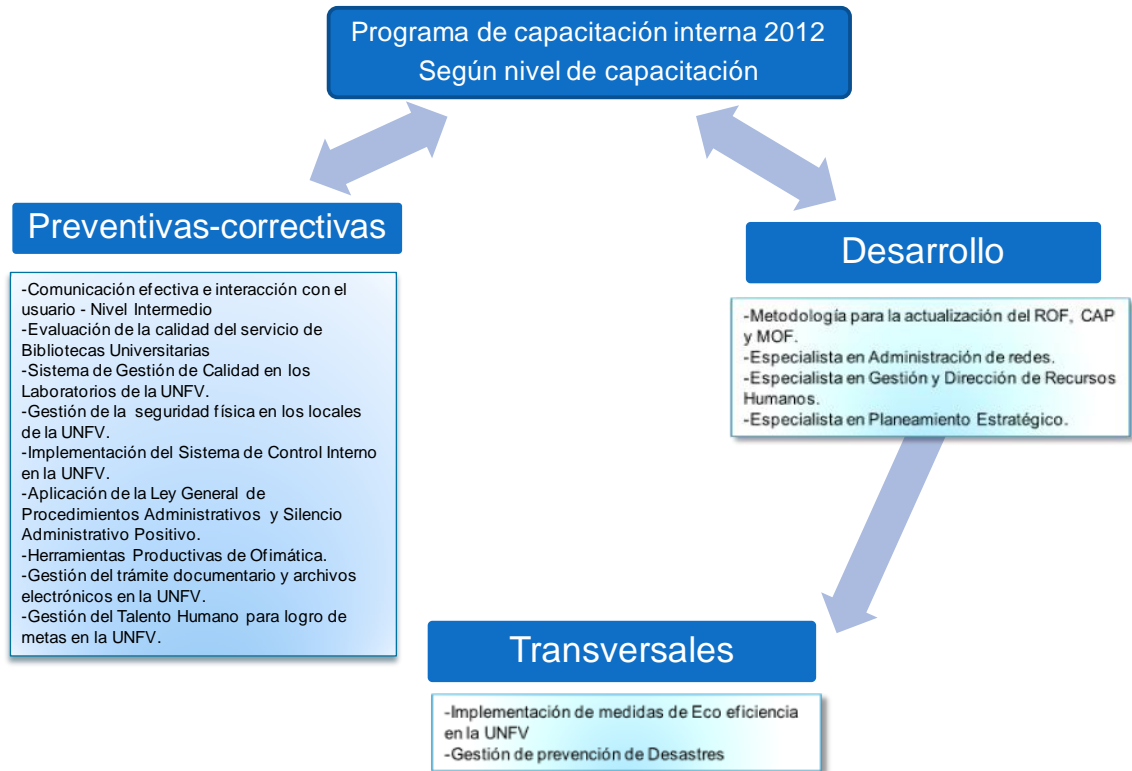 Programa de capacitación interna 2012
Según nivel de capacitación
Preventivas-correctivas
-Comunicación efectiva e interacción con el
usuario - Nivel Intermedio
-Evaluación de la calidad del servicio de
Bibliotecas Universitarias
-Sistema de Gestión de Calidad en los
Laboratorios de la UNFV.
-Gestión de la seguridad física en los locales
de la UNFV.
-Implementación del Sistema de Control Interno
en la UNFV.
-Aplicación de la Ley General de
Procedimientos Administrativos y Silencio
Administrativo Positivo.
-Herramientas Productivas de Ofimática.
-Gestión del trámite documentario y archivos
electrónicos en la UNFV.
-Gestión del Talento Humano para logro de
metas en la UNFV.
Desarrollo
-Metodología para la actualización del ROF, CAP
y MOF.
-Especialista en Administración de redes.
-Especialista en Gestión y Dirección de Recursos
Humanos.
-Especialista en Planeamiento Estratégico.
Transversales
-Implementación de medidas de Eco eficiencia
en la UNFV
-Gestión de prevención de Desastres